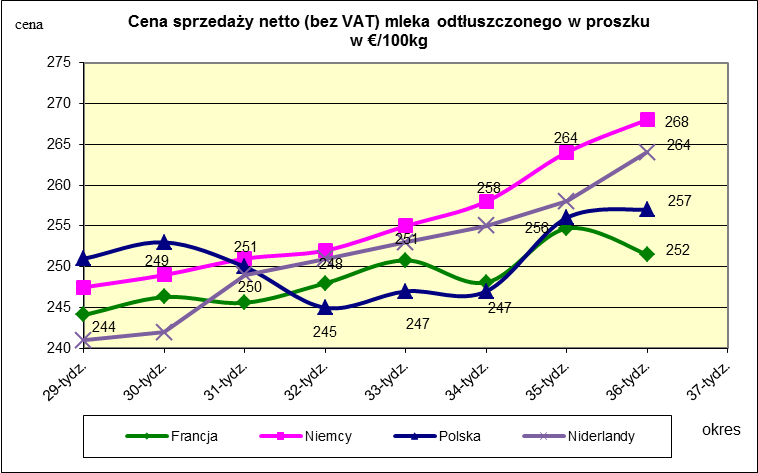 cena
Cena sprzedaży netto (bez VAT) mleka odtłuszczonego w proszku
w €/100kg
275
270
265
260
255
250
245
240
268
264
264
258
257
256
252
251
251
249
248
250
247
247
245
244
29-tydz.
30-tydz.
31-tydz.
32-tydz.
33-tydz.
34-tydz.
35-tydz.
36-tydz.
37-tydz.
okres
Francja Niemcy Polska Niderlandy